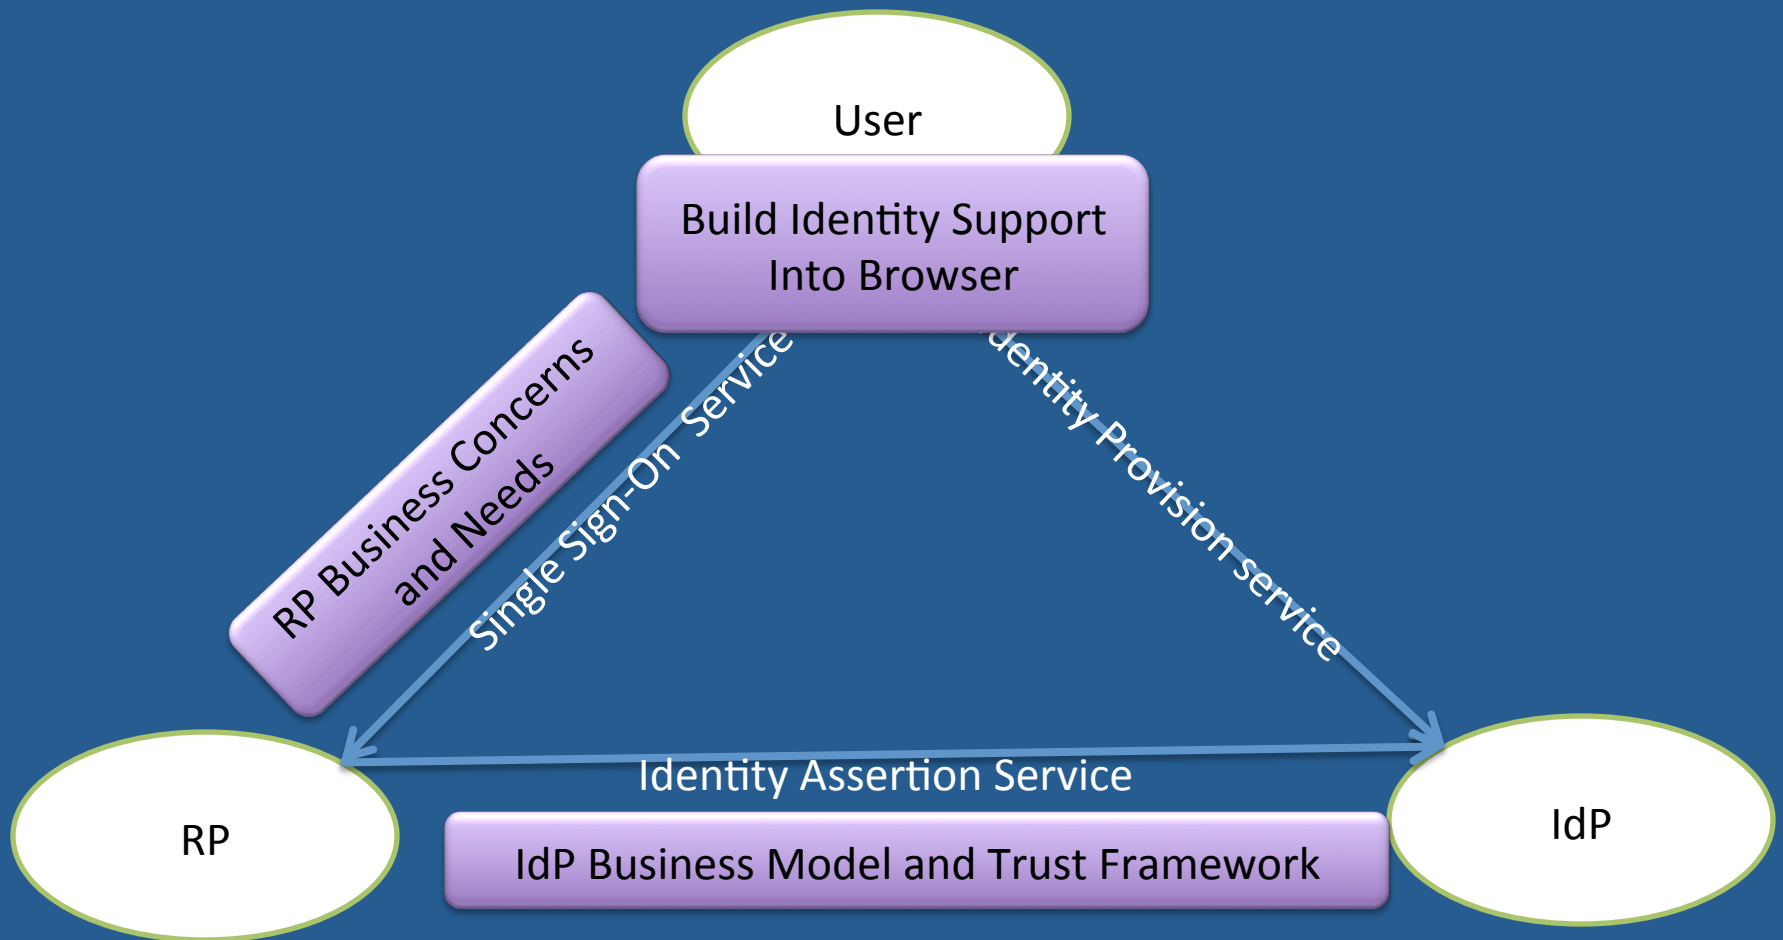 User
Build Identity Support
Into Browser
RP Business Concerns
and Needs
Single Sign-On Service
Identity Provision service
Identity Assertion Service
RP
IdP
IdP Business Model and Trust Framework